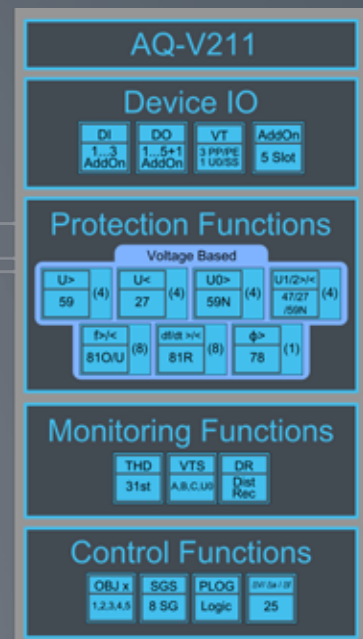 AQ-V211
Device IO
DI DO VT AddOn
1...3 AddOn 1...5+1 AddOn 3 PP/PE 1 U0/SS 5 Slot
Protection Functions
Voltage Based
U> U< U0> U1/2>/<
59 (4) 27 (4) 59N (4) 47/27 /59N (4)
f>/< df/dt >/< ϕ>
81O/U (8) 81R (8) 78 (1)
Monitoring Functions
THD VTS DR
31st A,B,C,U0 Dist Rec
Control Functions
OBJ x SGS PLOG
1,2,3,4,5 8 SG Logic 25